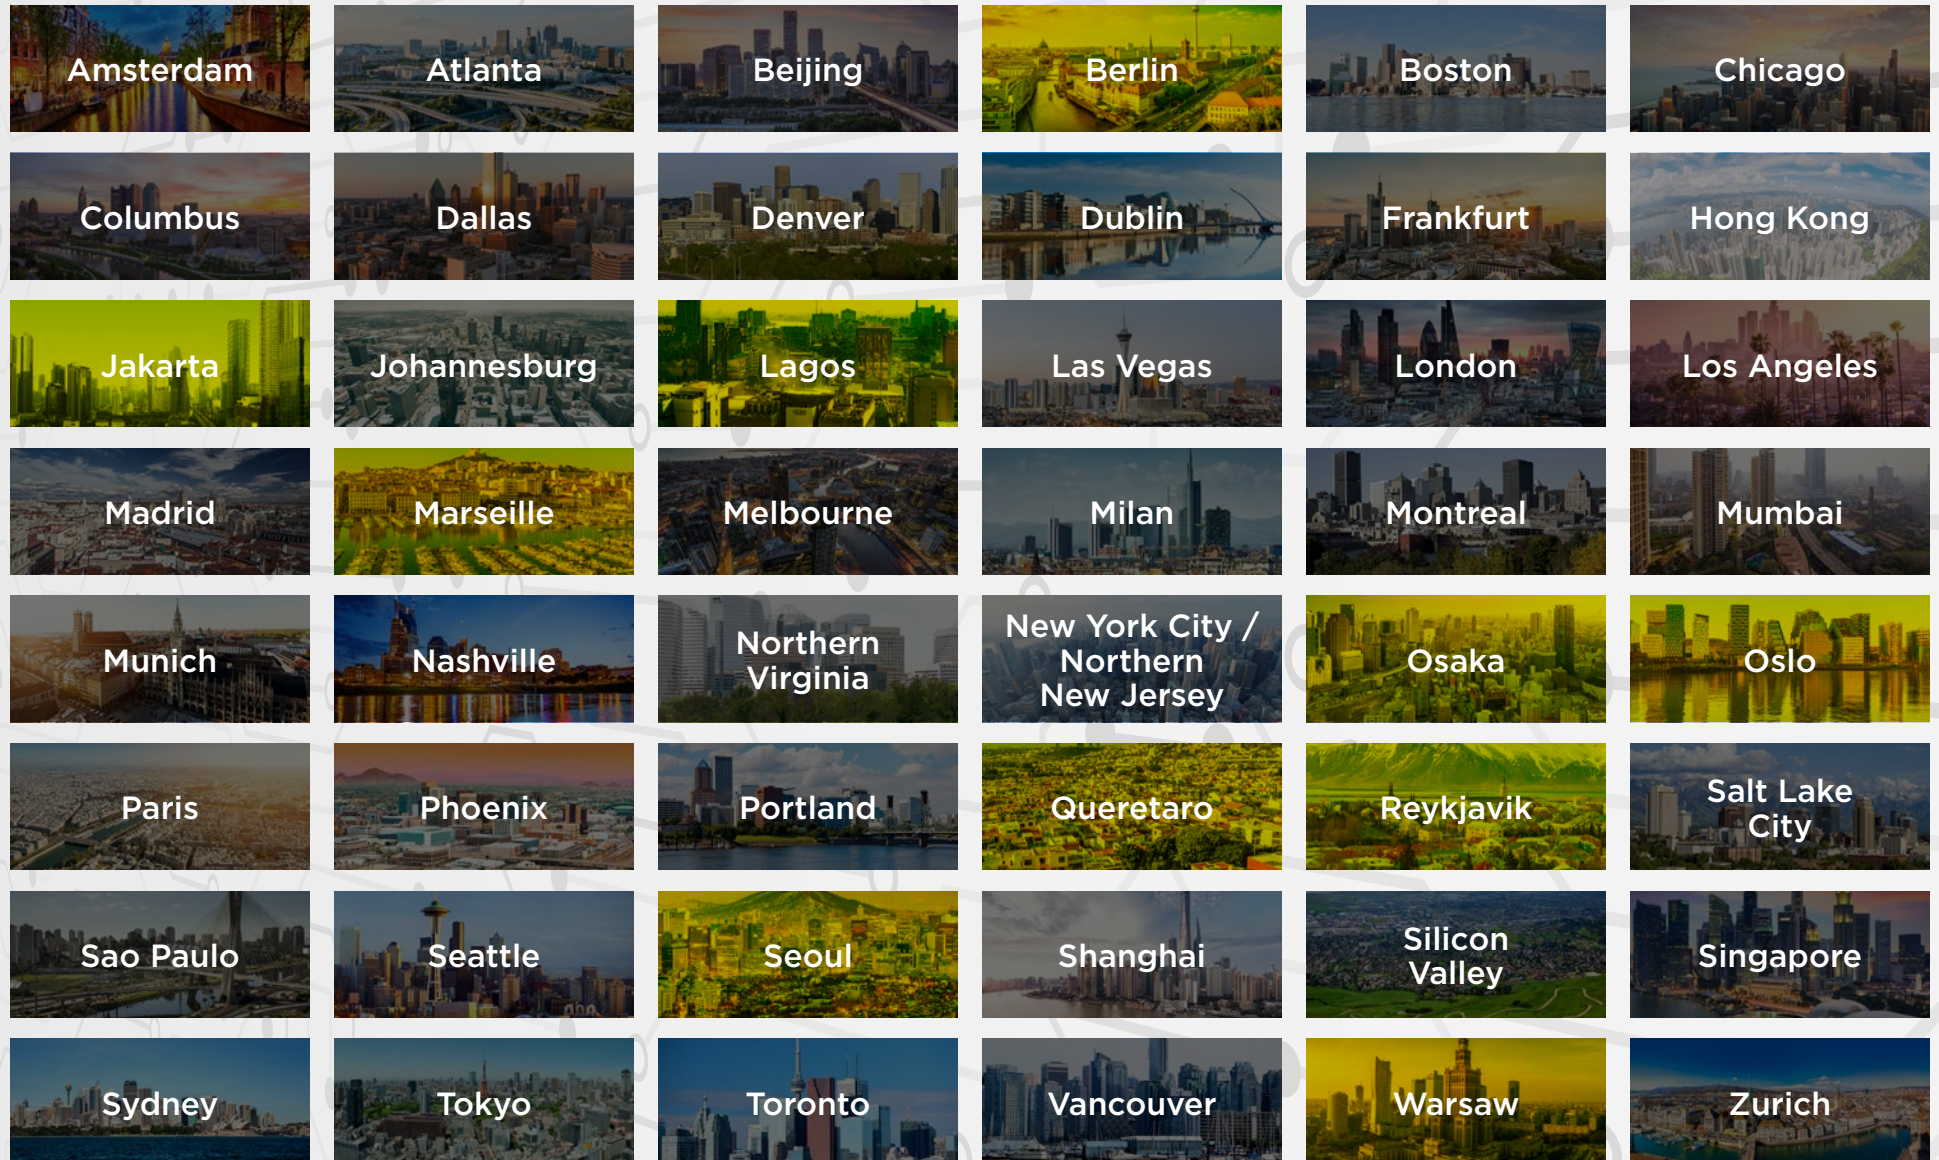 Amsterdam
Atlanta
Beijing
Berlin
Boston
Chicago
Columbus
Dallas
Denver
Dublin
Frankfurt
Hong Kong
Jakarta
Johannesburg
Lagos
Las Vegas
London
Los Angeles
Madrid
Marseille
Melbourne
Milan
Montreal
Mumbai
Munich
Nashville
Northern
Virginia
New York City /
Northern
New Jersey
Osaka
Oslo
Paris
Phoenix
Portland
Queretaro
Reykjavik
Salt Lake
City
Sao Paulo
Seattle
Seoul
Shanghai
Silicon
Valley
Singapore
Sydney
Tokyo
Toronto
Vancouver
Warsaw
Zurich